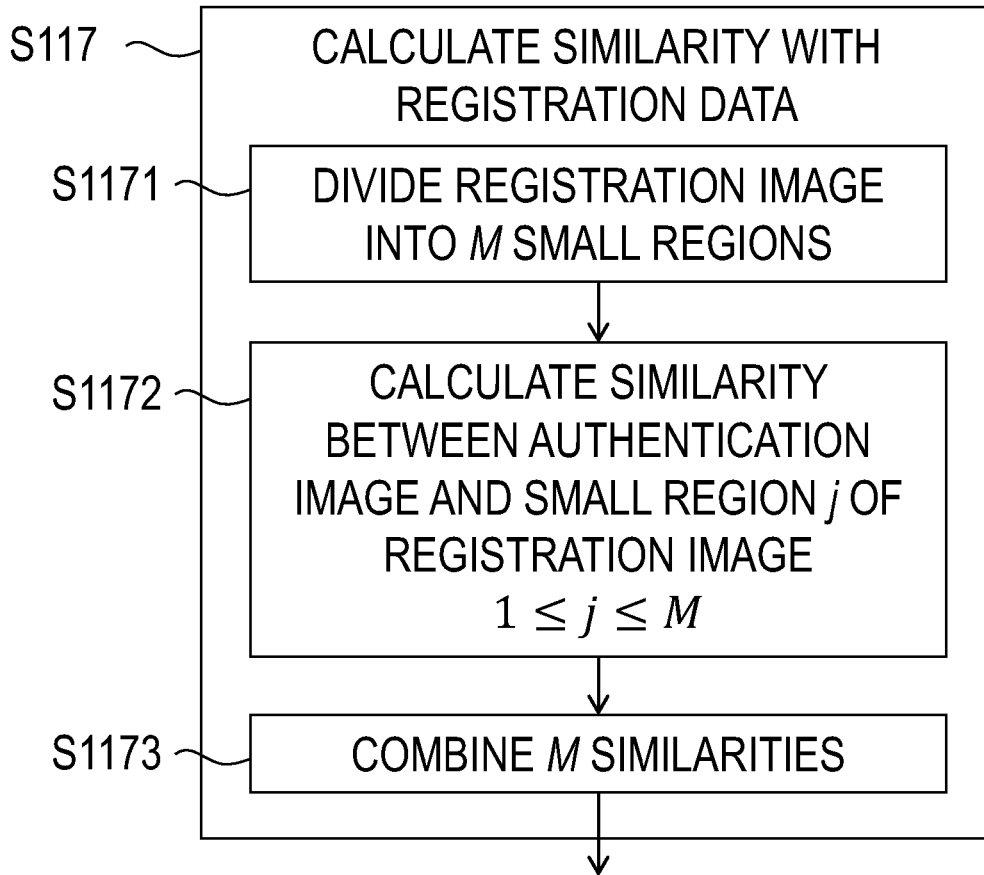 S117
CALCULATE SIMILARITY WITH
REGISTRATION DATA
S1171
DIVIDE REGISTRATION IMAGE
INTO M SMALL REGIONS
S1172
CALCULATE SIMILARITY
BETWEEN AUTHENTICATION
IMAGE AND SMALL REGION j OF
REGISTRATION IMAGE
1 ≤ j ≤ M
S1173
COMBINE M SIMILARITIES